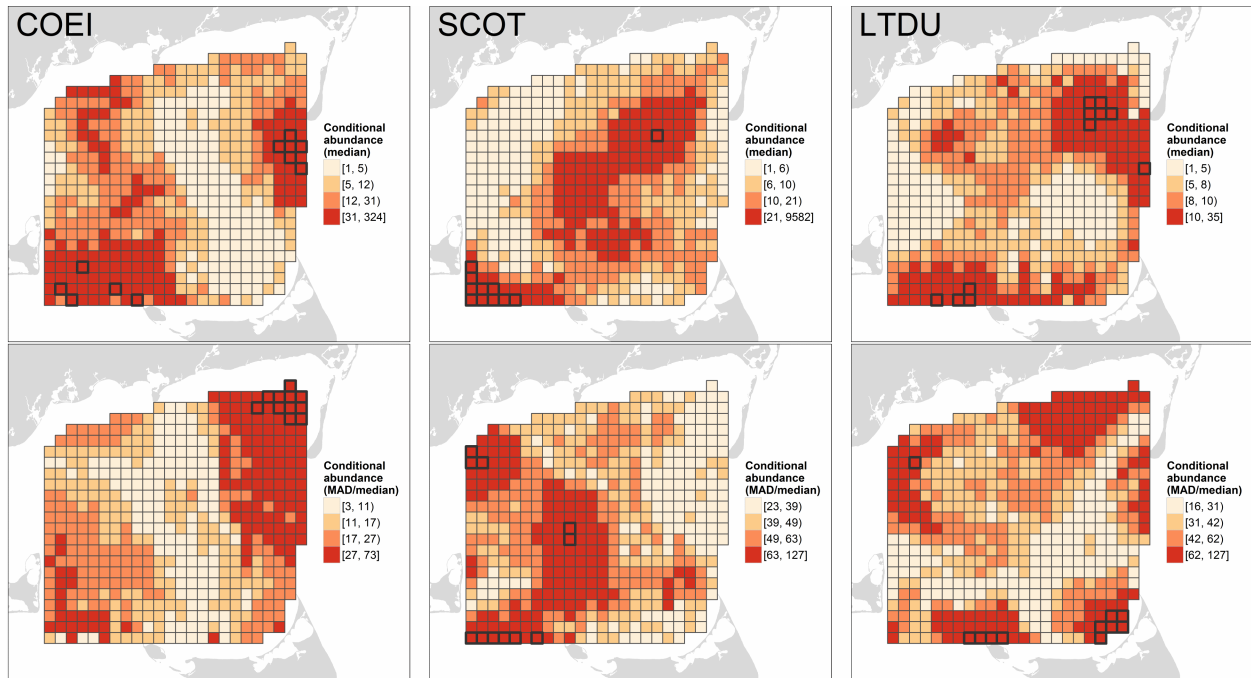 COEI
Conditional
abundance
(median)
[1, 5)
[5, 12)
[12, 31)
[31, 324]
SCOT
Conditional
abundance
(median)
[1, 6)
[6, 10)
[10, 21)
[21, 9582]
LTDU
Conditional
abundance
(median)
[1, 5)
[5, 8)
[8, 10)
[10, 35]
Conditional
abundance
(MAD/median)
[3, 11)
[11, 17)
[17, 27)
[27, 73]
Conditional
abundance
(MAD/median)
[23, 39)
[39, 49)
[49, 63)
[63, 127]
Conditional
abundance
(MAD/median)
[16, 31)
[31, 42)
[42, 62)
[62, 127]